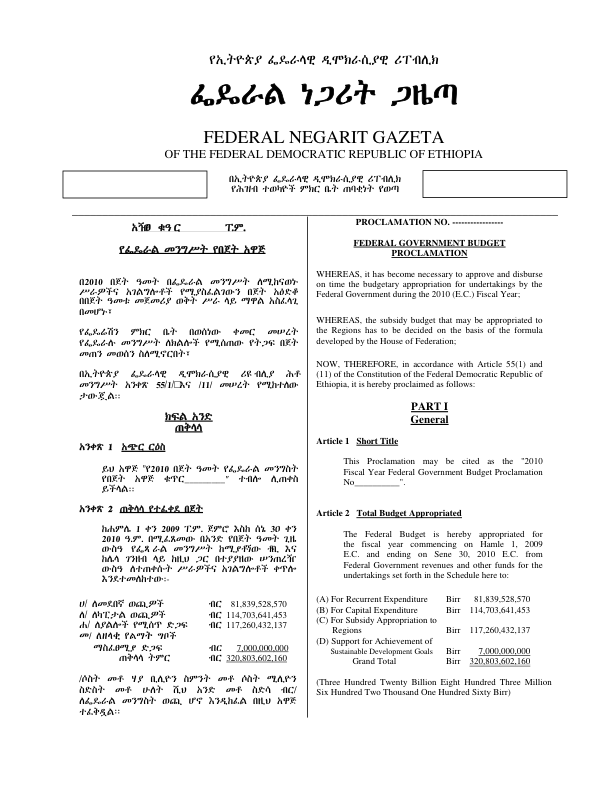 የኢትዮጵያ ፌዴራላዊ ዲሞክራሲያዊ ሪፐብሊክ
ፌዴራል ነጋሪት ጋዜጣ
FEDERAL NEGARIT GAZETA
OF THE FEDERAL DEMOCRATIC REPUBLIC OF ETHIOPIA
በኢትዮጵያ ፌዴራላዊ ዲሞክራሲያዊ ሪፐብሊክ
የሕዝብ ተወካዮች ምክር ቤት ጠባቂነት የወጣ
ቁጥር________ፐ.ም.
የፌዴራል መንግሥት የበጀት አዋጅ
በ2010 በጀት ዓመት በፌዴራል መንግሥት ለሚከናወኑ
ሥራዎችና አገልግሎቶች የሚያስፈልገውን በጀት አፅድቆ
በበጀት ዓመቱ መጀመሪያ ወቅት ሥራ ላይ ማዋል አስፈላጊ
በመሆኑ፣
የፌዴሬሽን ምክር ቤት በወሰነው ቀመር መሠረት
የፌዴራሉ መንግሥት ለክልሎች የሚሰጠው የድጋፍ በጀት
መጠን መወሰን ስለሚኖርበት፣
በኢትዮጵያ ፌዴራላዊ ዲሞክራሲያዊ ሪፐብሊክ ሕገ
መንግሥት አንቀጽ 55/1/ እና /11/ መሠረት የሚከተለው
ታውጇል።
ክፍል አንድ
ጠቅላላ
አንቀጽ 1 አጭር ርዕስ
ይህ አዋጅ "የ2010 በጀት ዓመት የፌዴራል መንግስት
የበጀት አዋጅ ቁጥር_________" ተብሎ ሊጠቀስ
ይችላል።
አንቀጽ 2 ጠቅላላ የተፈቀደ በጀት
ከሐምሌ 1 ቀን 2009 ፐ.ም. ጀምሮ እስከ ሰኔ 30 ቀን
2010 ዓ.ም. በሚፈጸመው በአንድ የበጀት ዓመት ጊዜ
ውስጥ የፌዴራል መንግሥት ከሚያገኘው ገቢ እና
ከሌላ ገንዘብ ላይ ከዚህ ጋር በተያያዘው ሠንጠረዥ
ውስጥ ለተጠቀሱት ሥራዎችና አገልግሎቶች ቀጥሎ
እንደተመለከተው፡-
ሀ/ ለመደበኛ ወጪዎች ብር 81,839,528,570
ለ/ ለካፒታል ወጪዎች ብር 114,703,641,453
ሐ/ ለክልሎች የሚሰጥ ድጋፍ ብር 117,260,432,137
መ/ ለዘላቂ የልማት ግቦች
ማስፈፀሚያ ድጋፍ ብር 7,000,000,000
ጠቅላላ ድምር ብር 320,803,602,160
/ሶስት መቶ ሃያ ቢሊዮን ስምንት መቶ ሶስት ሚሊዮን
ስድስት መቶ ሁለት ሺህ አንድ መቶ ስድሳ ብር/
ለፌዴራል መንግስት ወጪ ሆኖ እንዲከፈል በዚህ አዋጅ
ተፈቅዷል።
PROCLAMATION NO. -----------------
FEDERAL GOVERNMENT BUDGET
PROCLAMATION
WHEREAS, it has become necessary to approve and disburse
on time the budgetary appropriation for undertakings by the
Federal Government during the 2010 (E.C.) Fiscal Year;
WHEREAS, the subsidy budget that may be appropriated to
the Regions has to be decided on the basis of the formula
developed by the House of Federation;
NOW, THEREFORE, in accordance with Article 55(1) and
(11) of the Constitution of the Federal Democratic Republic of
Ethiopia, it is hereby proclaimed as follows:
PART I
General
Article 1 Short Title
This Proclamation may be cited as the "2010
Fiscal Year Federal Government Budget Proclamation
No__________".
Article 2 Total Budget Appropriated
The Federal Budget is hereby appropriated for
the fiscal year commencing on Hamle 1, 2009
E.C. and ending on Sene 30, 2010 E.C. from
Federal Government revenues and other funds for the
undertakings set forth in the Schedule here to:
(A) For Recurrent Expenditure Birr 81,839,528,570
(B) For Capital Expenditure Birr 114,703,641,453
(C) For Subsidy Appropriation to
Regions Birr 117,260,432,137
(D) Support for Achievement of
Sustainable Development Goals Birr 7,000,000,000
Grand Total Birr 320,803,602,160
(Three Hundred Twenty Billion Eight Hundred Three Million
Six Hundred Two Thousand One Hundred Sixty Birr)